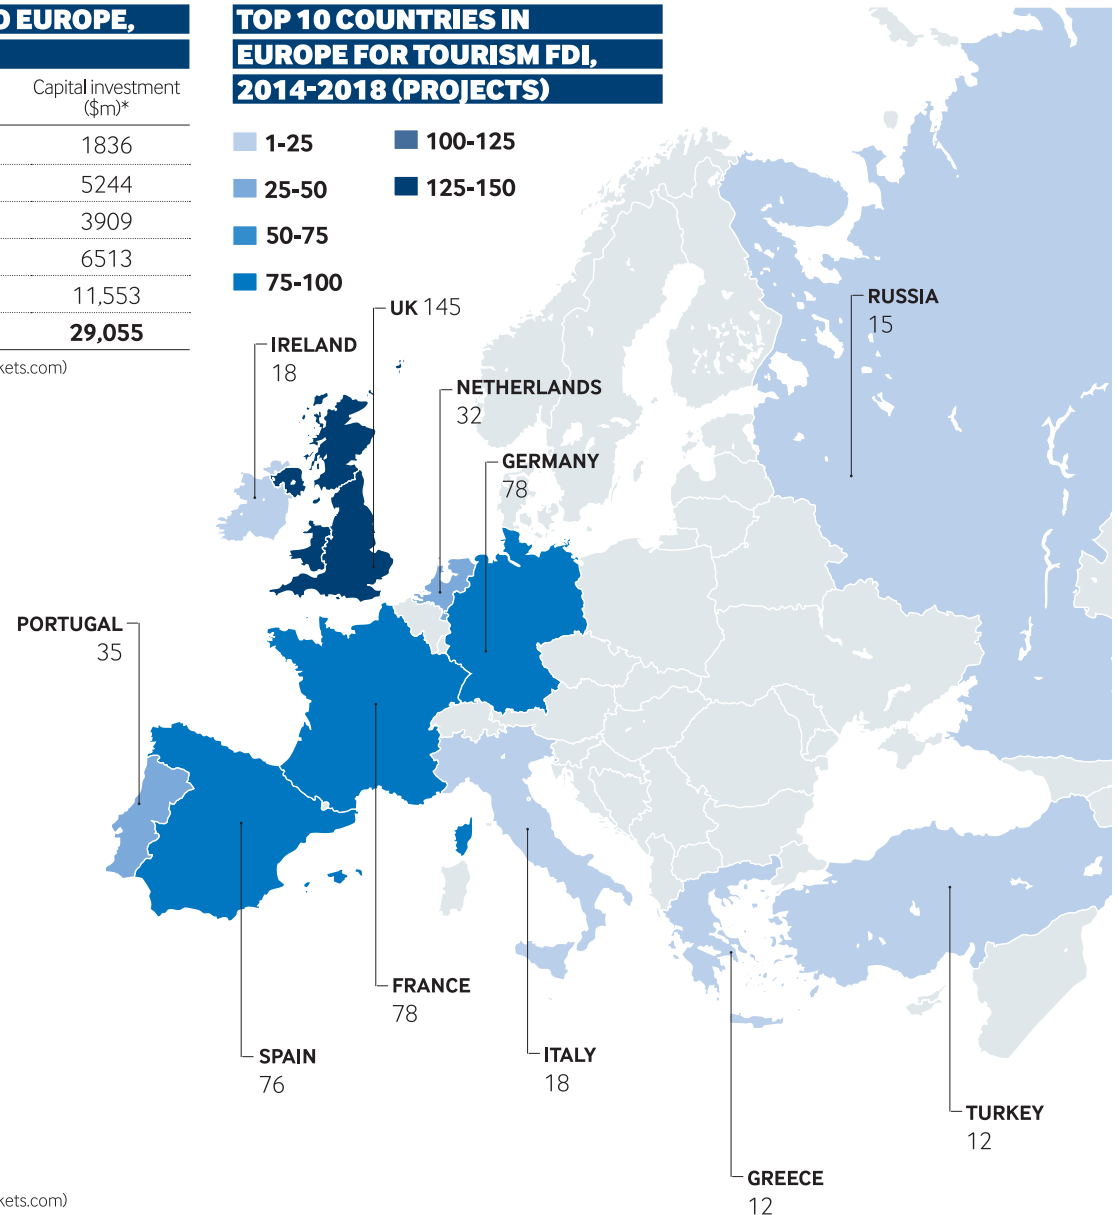 O EUROPE,
Capital investment
($m)*
1836
5244
3909
6513
11,553
29,055
kets.com)
TOP 10 COUNTRIES IN
EUROPE FOR TOURISM FDI,
2014-2018 (PROJECTS)
1-25
25-50
50-75
75-100
100-125
125-150
UK 145
IRELAND
18
NETHERLANDS
32
GERMANY
78
RUSSIA
15
PORTUGAL
35
FRANCE
78
SPAIN
76
ITALY
18
TURKEY
12
GREECE
12
kets.com)